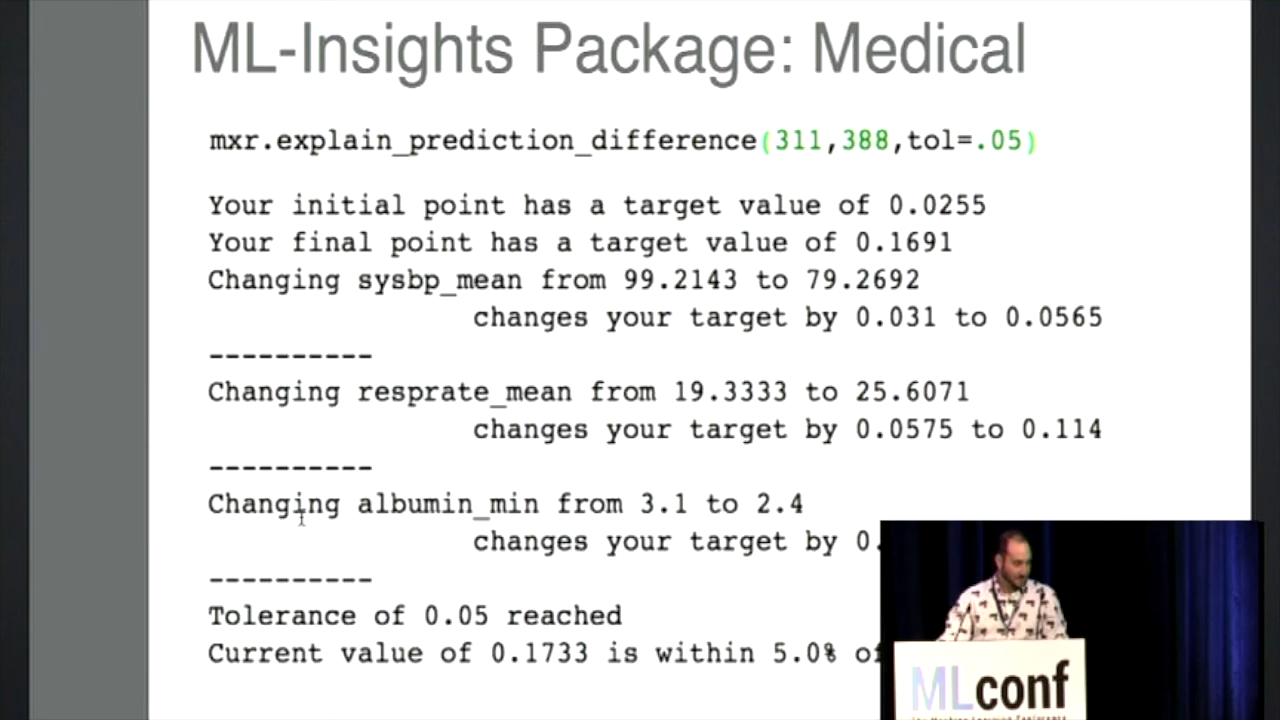 ML-Insights Package: Medical
mxr.explain_prediction_difference(311,388,tol=.05)
Your initial point has a target value of 0.0255
Your final point has a target value of 0.1691
Changing sysbp_mean from 99.2143 to 79.2692
changes your target by 0.031 to 0.0565
----------
Changing resprate_mean from 19.3333 to 25.6071
changes your target by 0.0575 to 0.114
----------
Changing albumin_min from 3.1 to 2.4
changes your target by 0.
----------
Tolerance of 0.05 reached
Current value of 0.1733 is within 5.0%
MLconf